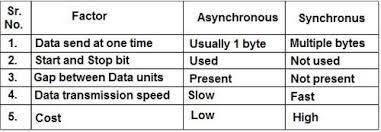 Sr. No. Factor Asynchronous Synchronus
1. Data send at one time Usually 1 byte Multiple bytes
2. Start and Stop bit Used Not used
3. Gap between Data units Present Not present
4. Data transmission speed Slow Fast
5. Cost Low High